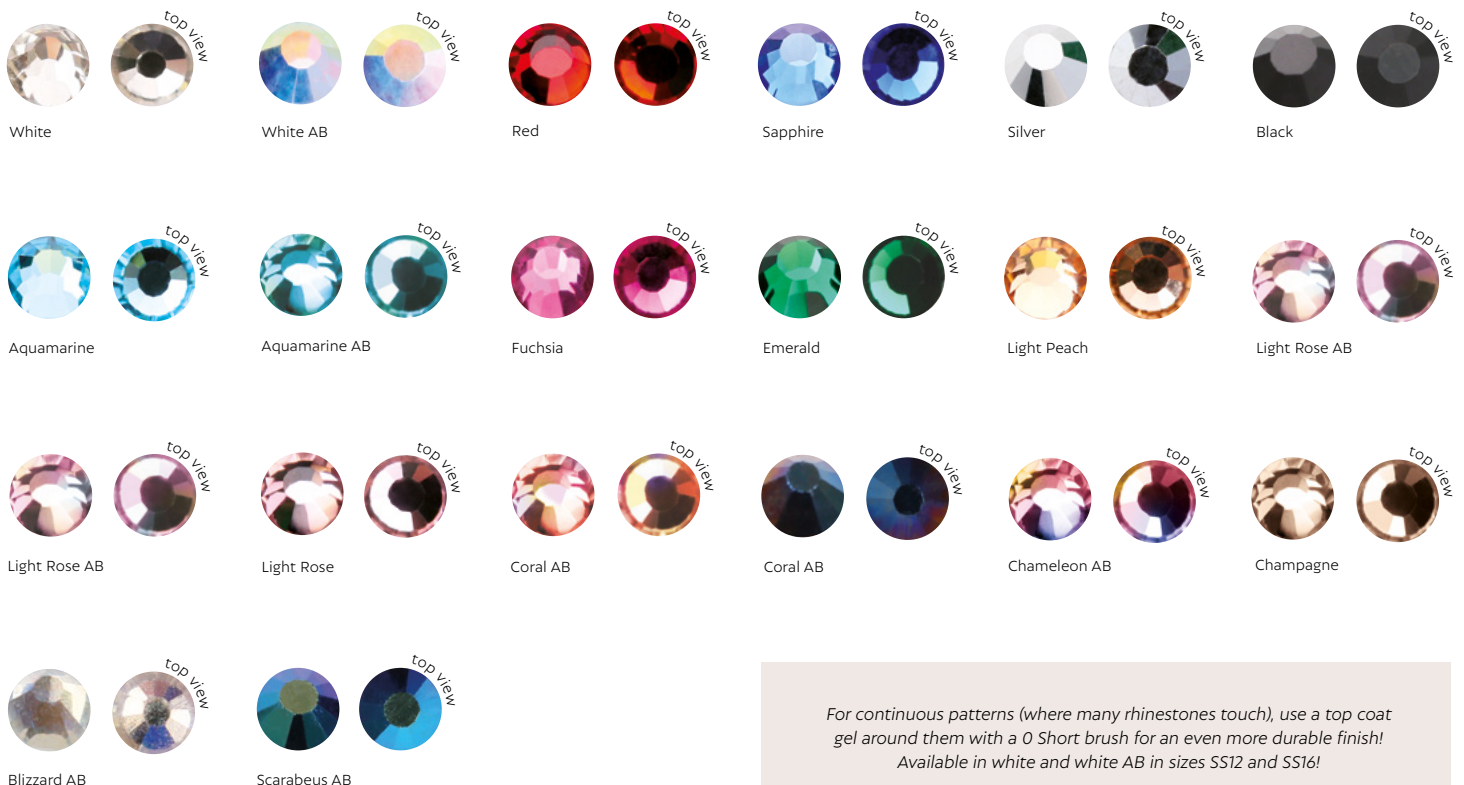 top view
top view
top view
top view
top view
top view
White
White AB
Red
Sapphire
Silver
Black
top view
top view
top view
top view
top view
top view
Aquamarine
Aquamarine AB
Fuchsia
Emerald
Light Peach
Light Rose AB
top view
top view
top view
top view
top view
top view
Light Rose AB
Light Rose
Coral AB
Coral AB
Chameleon AB
Champagne
top view
top view
Blizzard AB
Scarabeus AB
For continuous patterns (where many rhinestones touch), use a top coat
gel around them with a 0 Short brush for an even more durable finish!
Available in white and white AB in sizes SS12 and SS16!